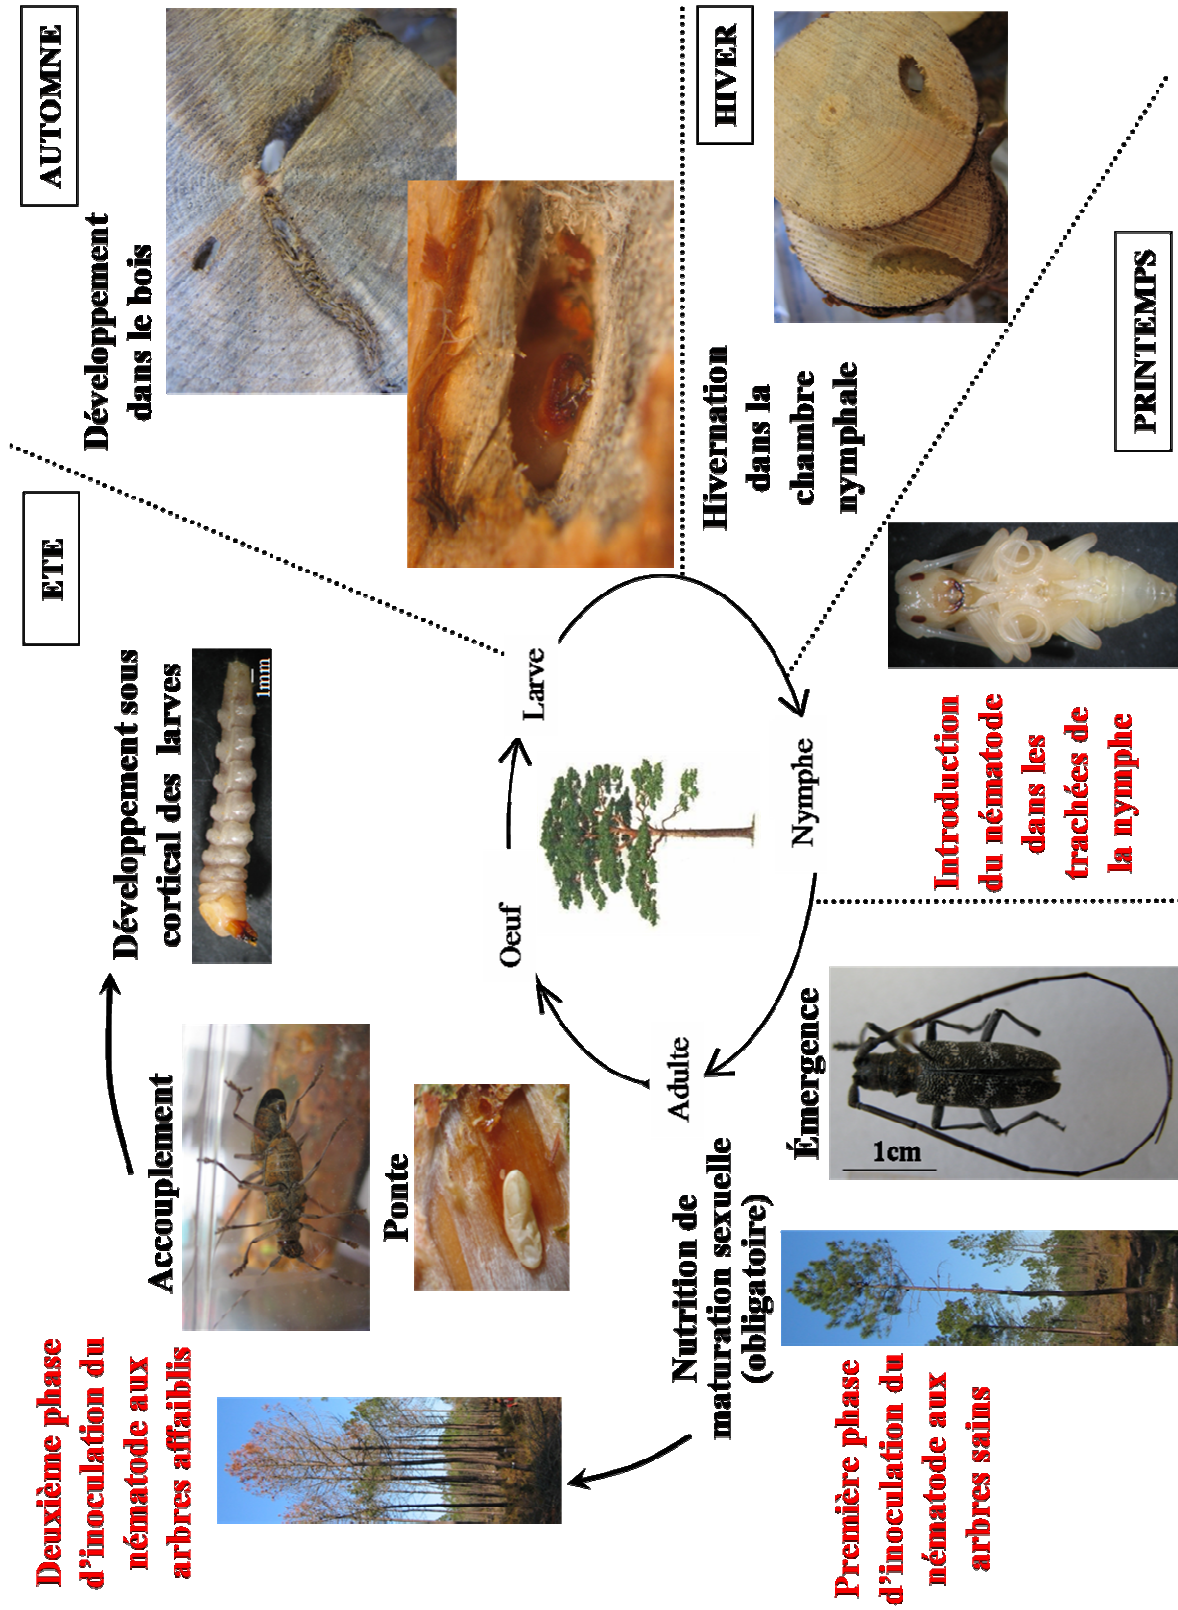 Deuxième phase
d'inoculation du
nématode aux
arbres affaiblis
Accouplement
Ponte
Développement sous
cortical des larves
1mm
ETE
AUTOMNE
Développement
dans le bois
HIVER
Hivernation
dans la
chambre
nymphale
PRINTEMPS
Introduction
du nématode
dans les
trachées de
la nymphe
Oeuf
Larve
Nymphe
Adulte
Émergence
1cm
Nutrition de
maturation sexuelle
(obligatoire)
Première phase
d'inoculation du
nématode aux
arbres sains